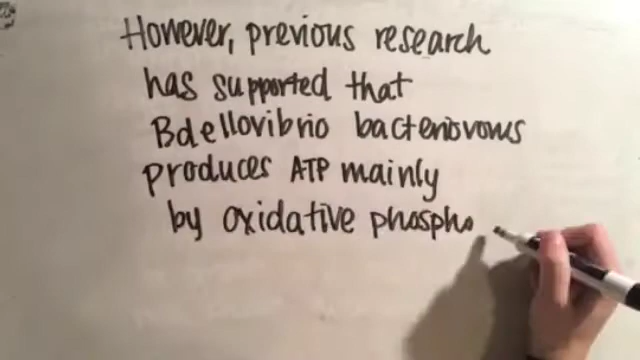 However, previous research
has supported that
Bdellovibrio bacteriovorus
produces ATP mainly
by oxidative phospho